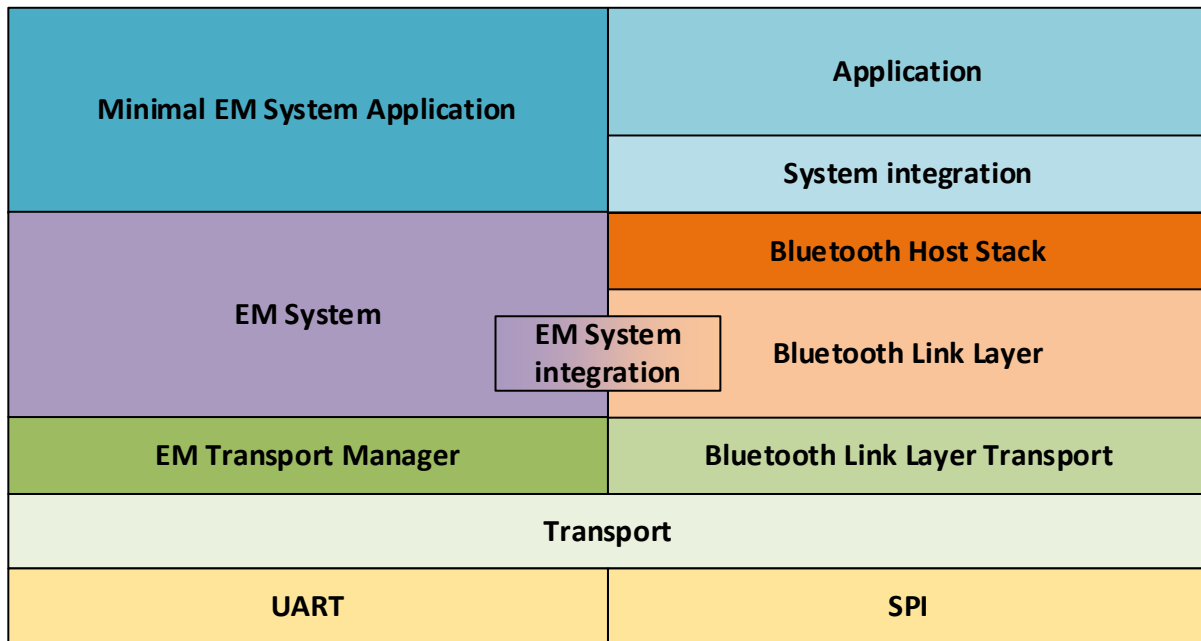 Minimal EM System Application
Application
System integration
Bluetooth Host Stack
EM System
EM System
integration
Bluetooth Link Layer
EM Transport Manager
Bluetooth Link Layer Transport
Transport
UART
SPI